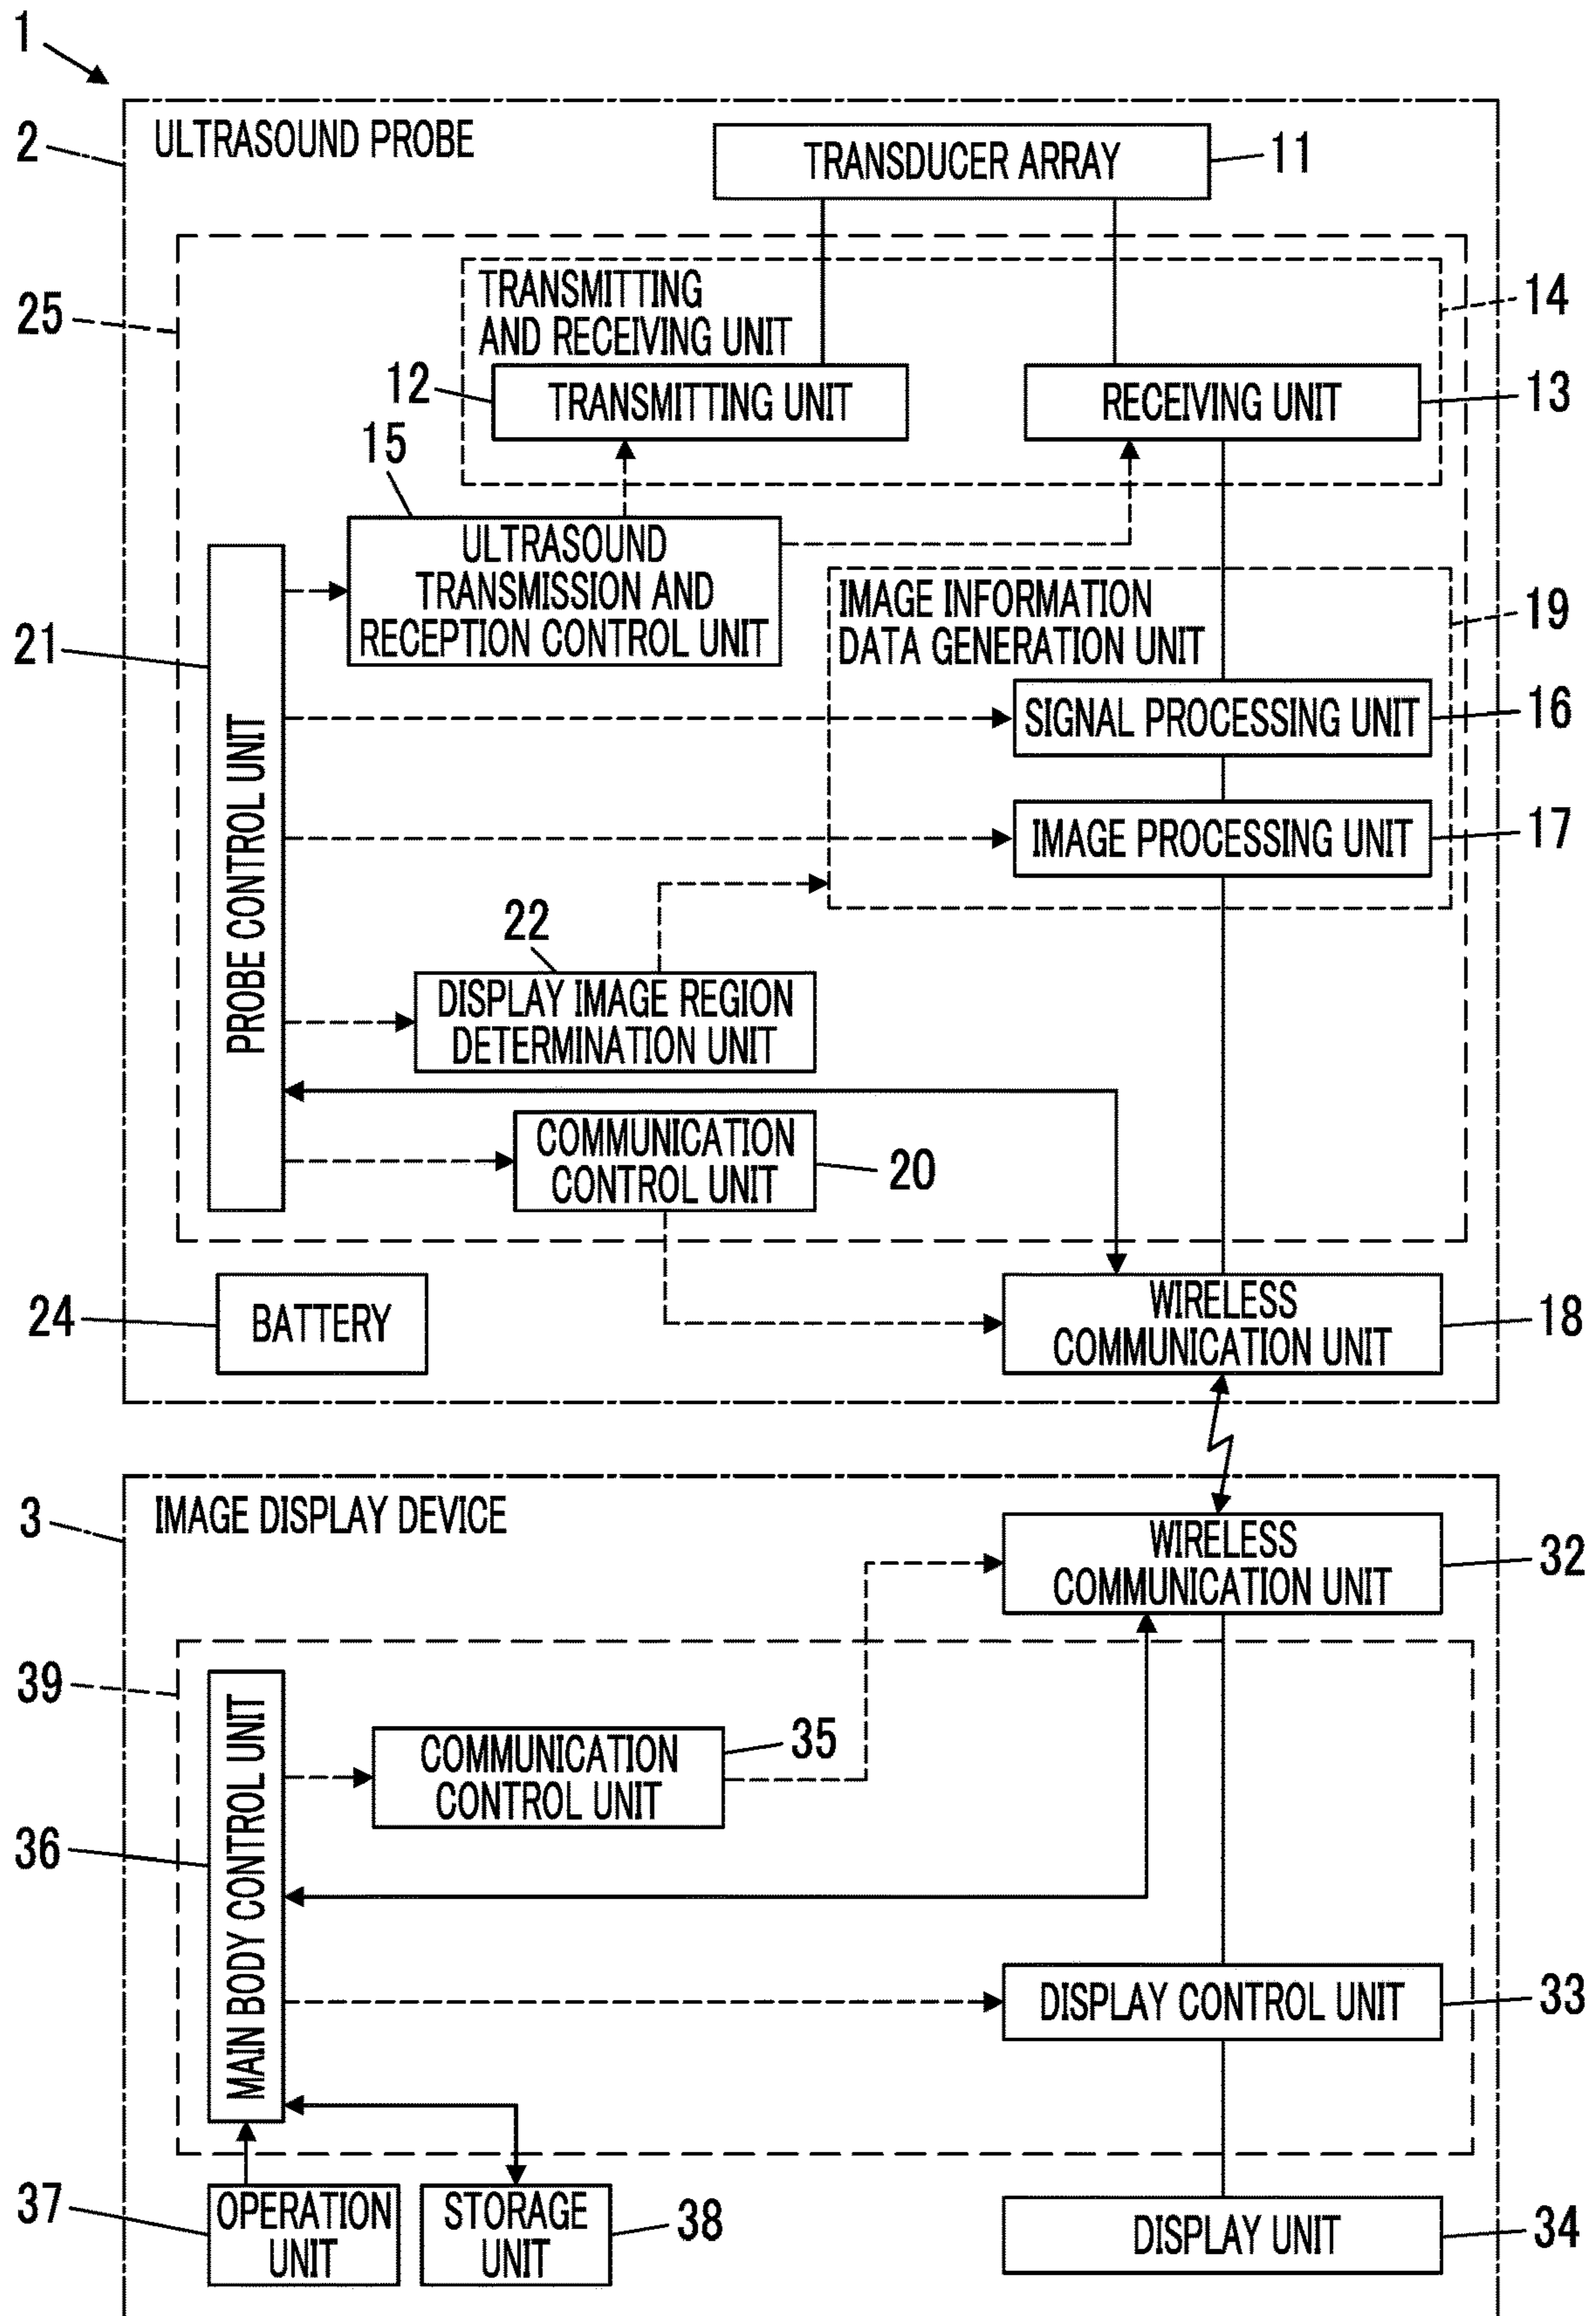 1
2
ULTRASOUND PROBE
TRANSDUCER ARRAY
11
25
TRANSMITTING
AND RECEIVING UNIT
14
12
TRANSMITTING UNIT
RECEIVING UNIT
13
15
ULTRASOUND
TRANSMISSION AND
RECEPTION CONTROL UNIT
21
PROBE CONTROL UNIT
IMAGE INFORMATION
DATA GENERATION UNIT
19
SIGNAL PROCESSING UNIT
16
IMAGE PROCESSING UNIT
17
22
DISPLAY IMAGE REGION
DETERMINATION UNIT
COMMUNICATION
CONTROL UNIT
20
24
BATTERY
WIRELESS
COMMUNICATION UNIT
18
3
IMAGE DISPLAY DEVICE
WIRELESS
COMMUNICATION UNIT
32
39
COMMUNICATION
CONTROL UNIT
35
36
MAIN BODY CONTROL UNIT
DISPLAY CONTROL UNIT
33
37
OPERATION
UNIT
STORAGE
UNIT
38
DISPLAY UNIT
34